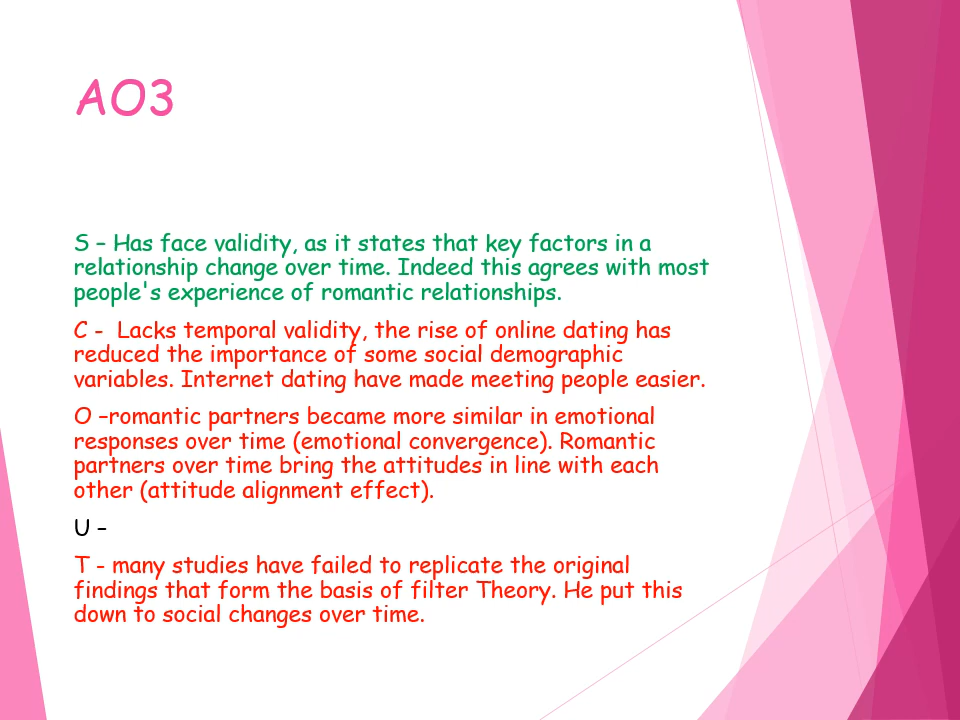 AO3
S – Has face validity, as it states that key factors in a
relationship change over time. Indeed this agrees with most
people's experience of romantic relationships.
C -  Lacks temporal validity, the rise of online dating has
reduced the importance of some social demographic
variables. Internet dating have made meeting people easier.
O –romantic partners became more similar in emotional
responses over time (emotional convergence). Romantic
partners over time bring the attitudes in line with each
other (attitude alignment effect).
U –
T - many studies have failed to replicate the original
findings that form the basis of filter Theory. He put this
down to social changes over time.